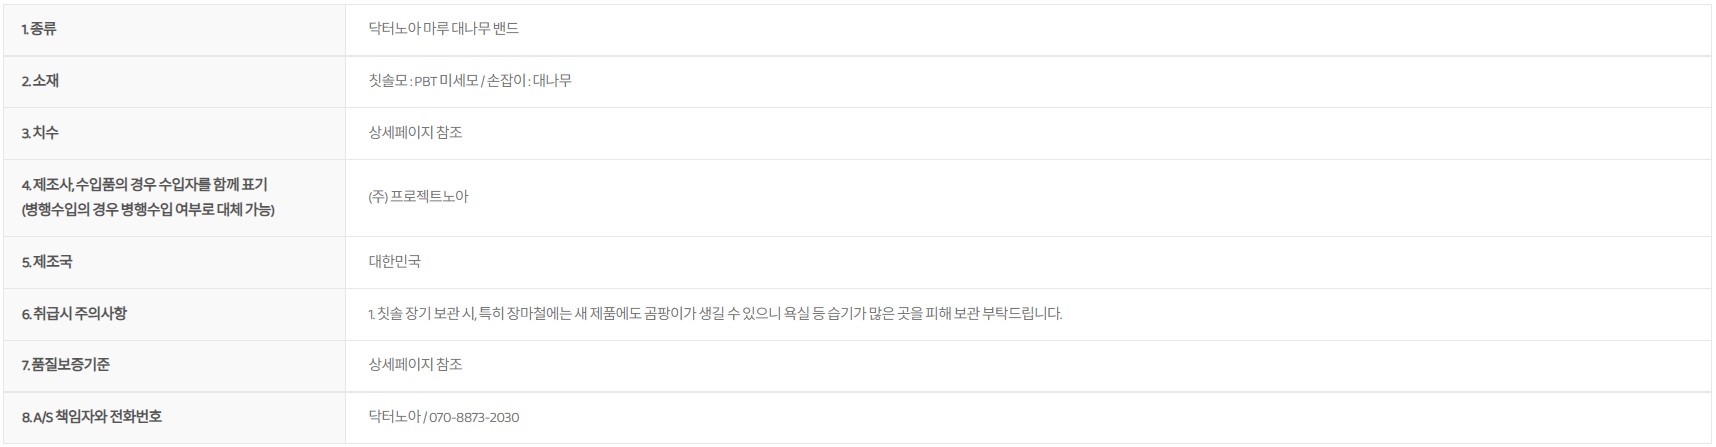 1. 종류
닥터노아 마루 대나무 밴드
2. 소재
칫솔모 : PBT 미세모 / 손잡이 : 대나무
3. 치수
상세페이지 참조
4. 제조사, 수입품의 경우 수입자를 함께 표기
(병행수입의 경우 병행수입 여부로 대체 가능)
(주) 프로젝트노아
5. 제조국
대한민국
6. 취급시 주의사항
1. 칫솔 장기 보관 시, 특히 장마철에는 새 제품에도 곰팡이가 생길 수 있으니 욕실 등 습기가 많은 곳을 피해 보관 부탁드립니다.
7. 품질보증기준
상세페이지 참조
8. A/S 책임자와 전화번호
닥터노아 / 070-8873-2030